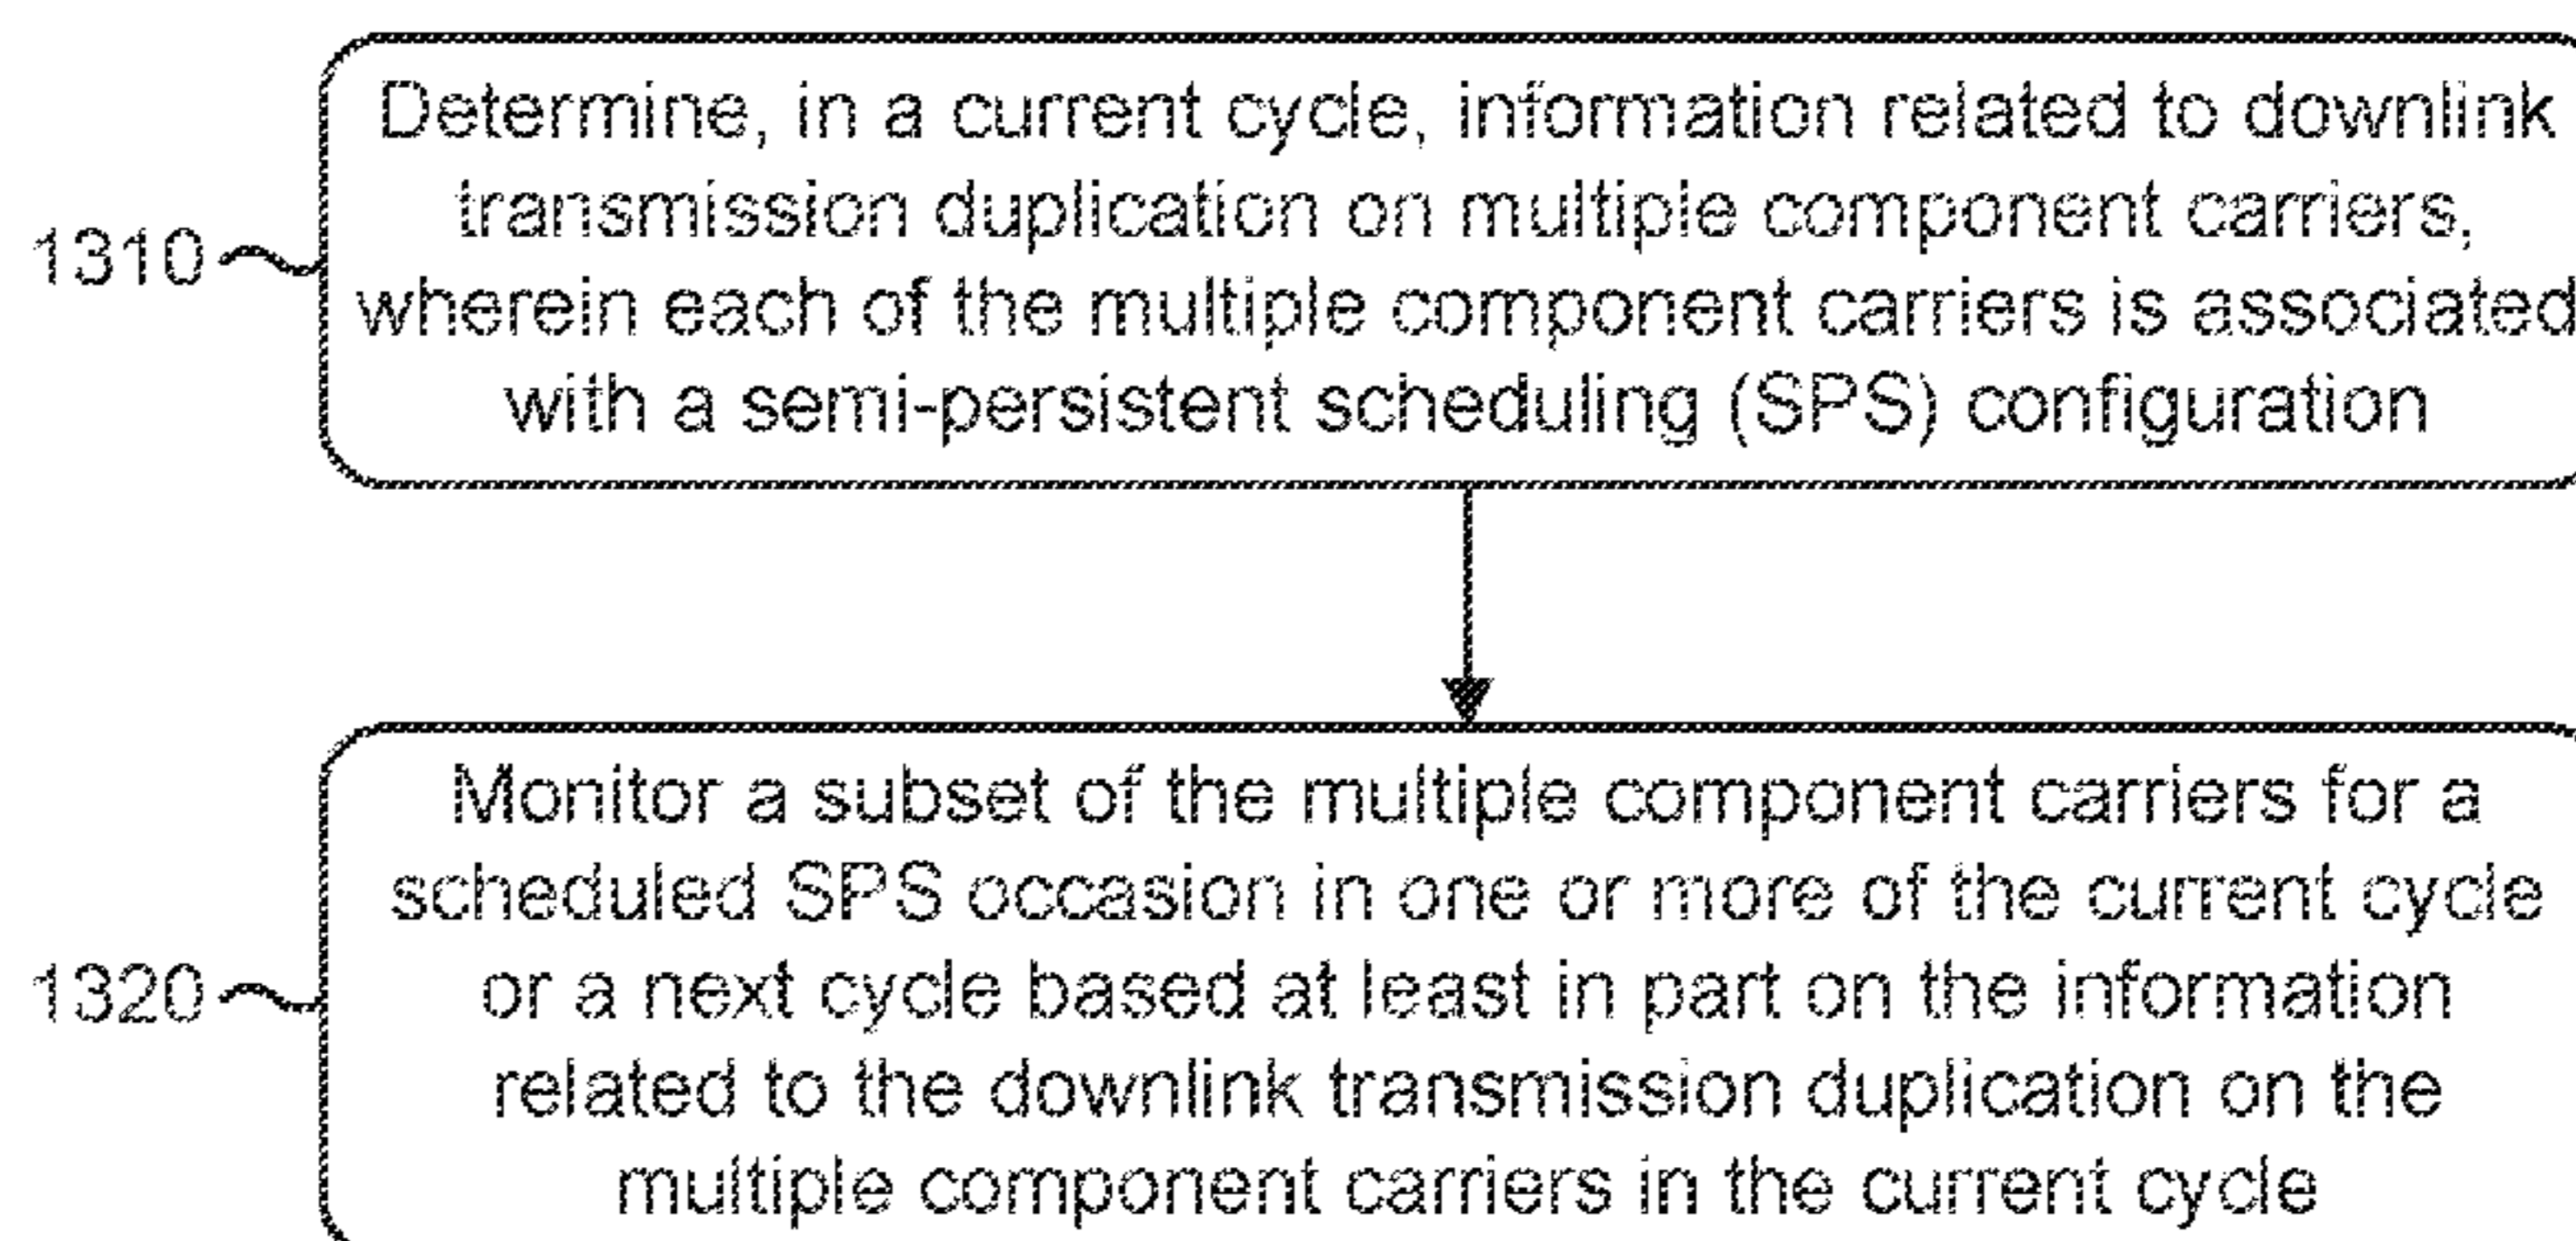 Determine, in a current cycle, information related to downlink
transmission duplication on multiple component carriers,
1310
wherein each of the multiple component carriers is associated
with a semi-persistent scheduling (SPS) configuration
Monitor a subset of the multiple component carriers for a
scheduled SPS occasion in one or more of the current cycle
1320
or a next cycle based at least in part on the information
related to the downlink transmission duplication on the
multiple component carriers in the current cycle